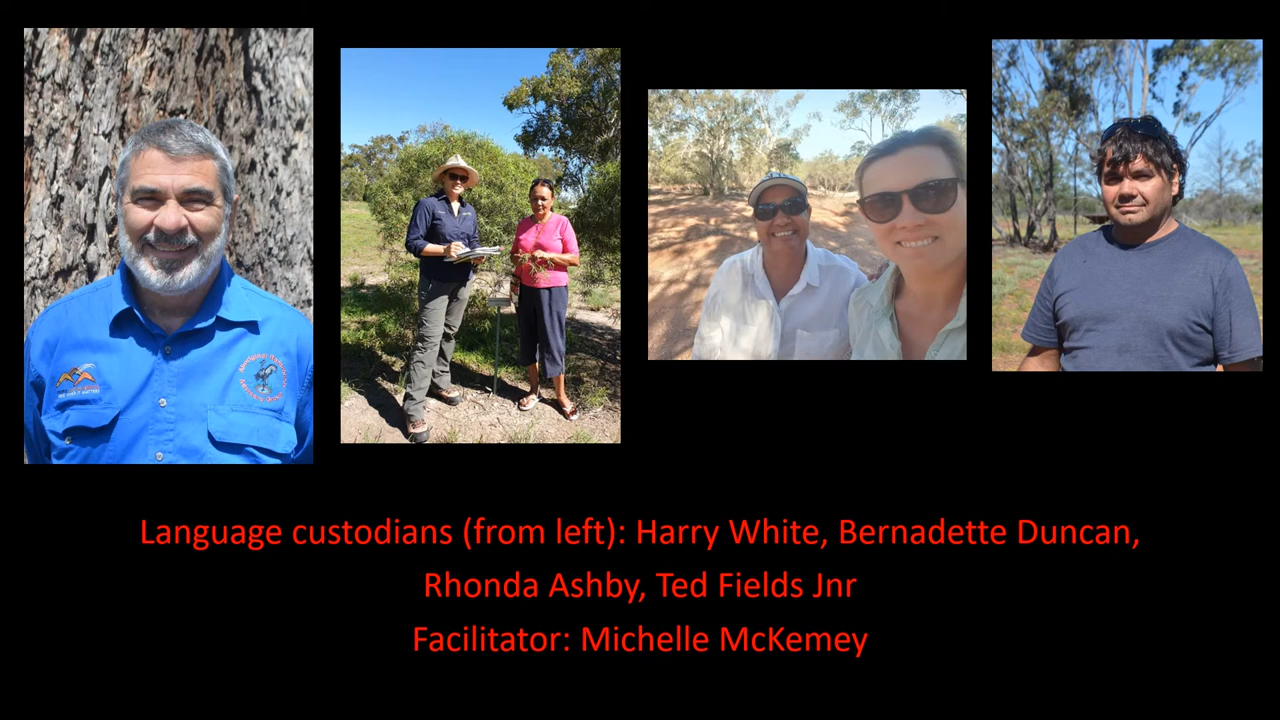 Language custodians (from left): Harry White, Bernadette Duncan,
Rhonda Ashby, Ted Fields Jnr
Facilitator: Michelle McKemey